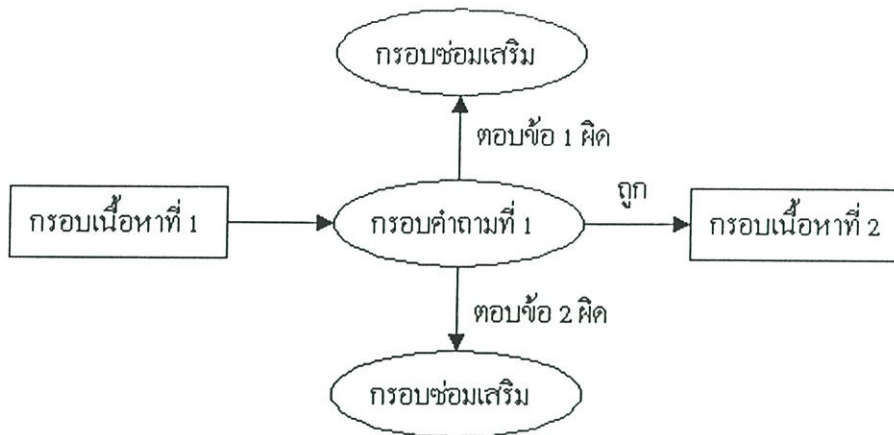 กรอบซ่อมเสริม
ตอบข้อ 1 ผิด
ถูก
กรอบเนื้อหาที่ 1
กรอบคำถามที่ 1
กรอบเนื้อหาที่ 2
ตอบข้อ 2 ผิด
กรอบซ่อมเสริม